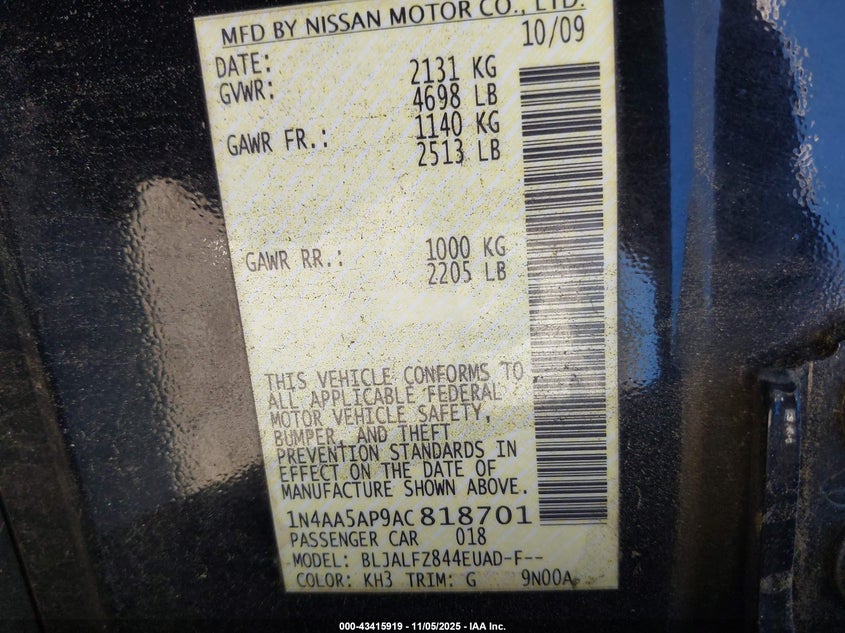 MFD BY NISSAN MOTOR CO., LTD.
DATE: 10/09
GVWR: 2131 KG
4698 LB
GAWR FR.: 1140 KG
2513 LB
GAWR RR.: 1000 KG
2205 LB
THIS VEHICLE CONFORMS TO
ALL APPLICABLE FEDERAL
MOTOR VEHICLE SAFETY,
BUMPER, AND THEFT
PREVENTION STANDARDS IN
EFFECT ON THE DATE OF
MANUFACTURE SHOWN ABOVE.
1N4AA5AP9AC818701
PASSENGER CAR 018
MODEL: BLJALFZ844EUAD-F--
COLOR: KH3 TRIM: G 9N00A
000-43415919 - 11/05/2025 - IAA Inc.